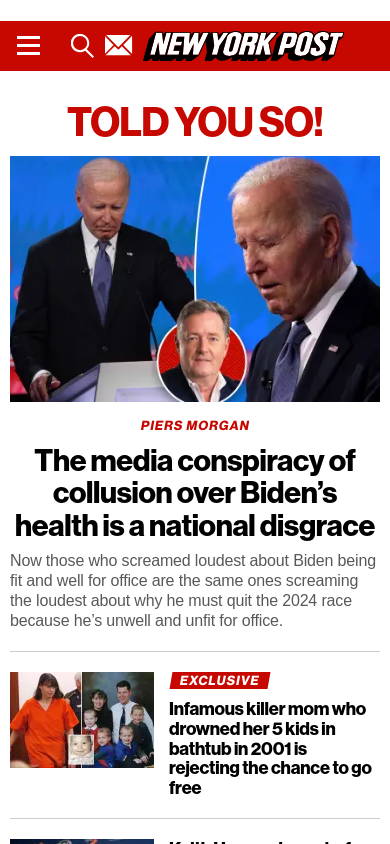 NEW YORK POST
TOLD YOU SO!
PIERS MORGAN
The media conspiracy of
collusion over Biden’s
health is a national disgrace
Now those who screamed loudest about Biden being
fit and well for office are the same ones screaming
the loudest about why he must quit the 2024 race
because he’s unwell and unfit for office.
EXCLUSIVE
Infamous killer mom who
drowned her 5 kids in
bathtub in 2001 is
rejecting the chance to go
free